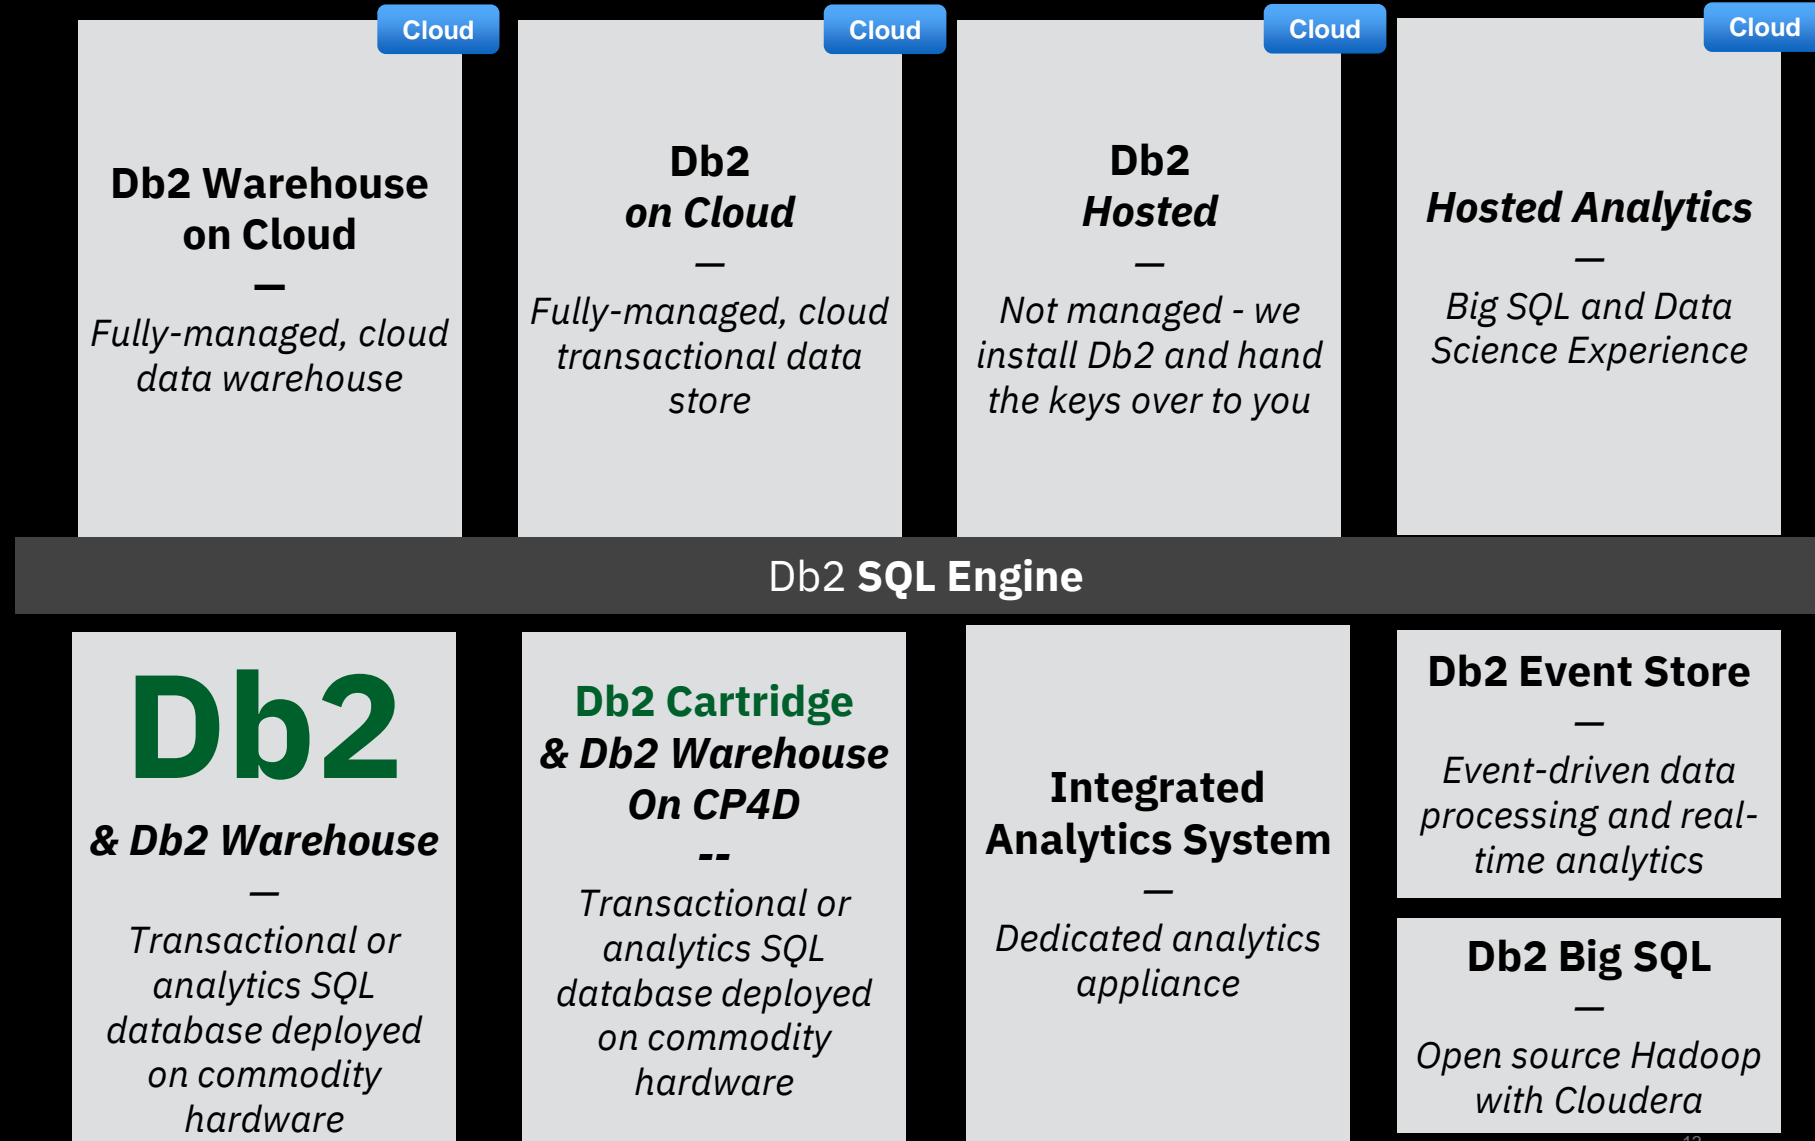 Cloud
Db2 Warehouse
on Cloud
—
Fully-managed, cloud
data warehouse
Cloud
Db2
on Cloud
—
Fully-managed, cloud
transactional data
store
Cloud
Db2
Hosted
—
Not managed - we
install Db2 and hand
the keys over to you
Cloud
Hosted Analytics
—
Big SQL and Data
Science Experience
Db2 SQL Engine
Db2
& Db2 Warehouse
—
Transactional or
analytics SQL
database deployed
on commodity
hardware
Db2 Cartridge
& Db2 Warehouse
On CP4D
--
Transactional or
analytics SQL
database deployed
on commodity
hardware
Integrated
Analytics System
—
Dedicated analytics
appliance
Db2 Event Store
—
Event-driven data
processing and real-
time analytics
Db2 Big SQL
—
Open source Hadoop
with Cloudera